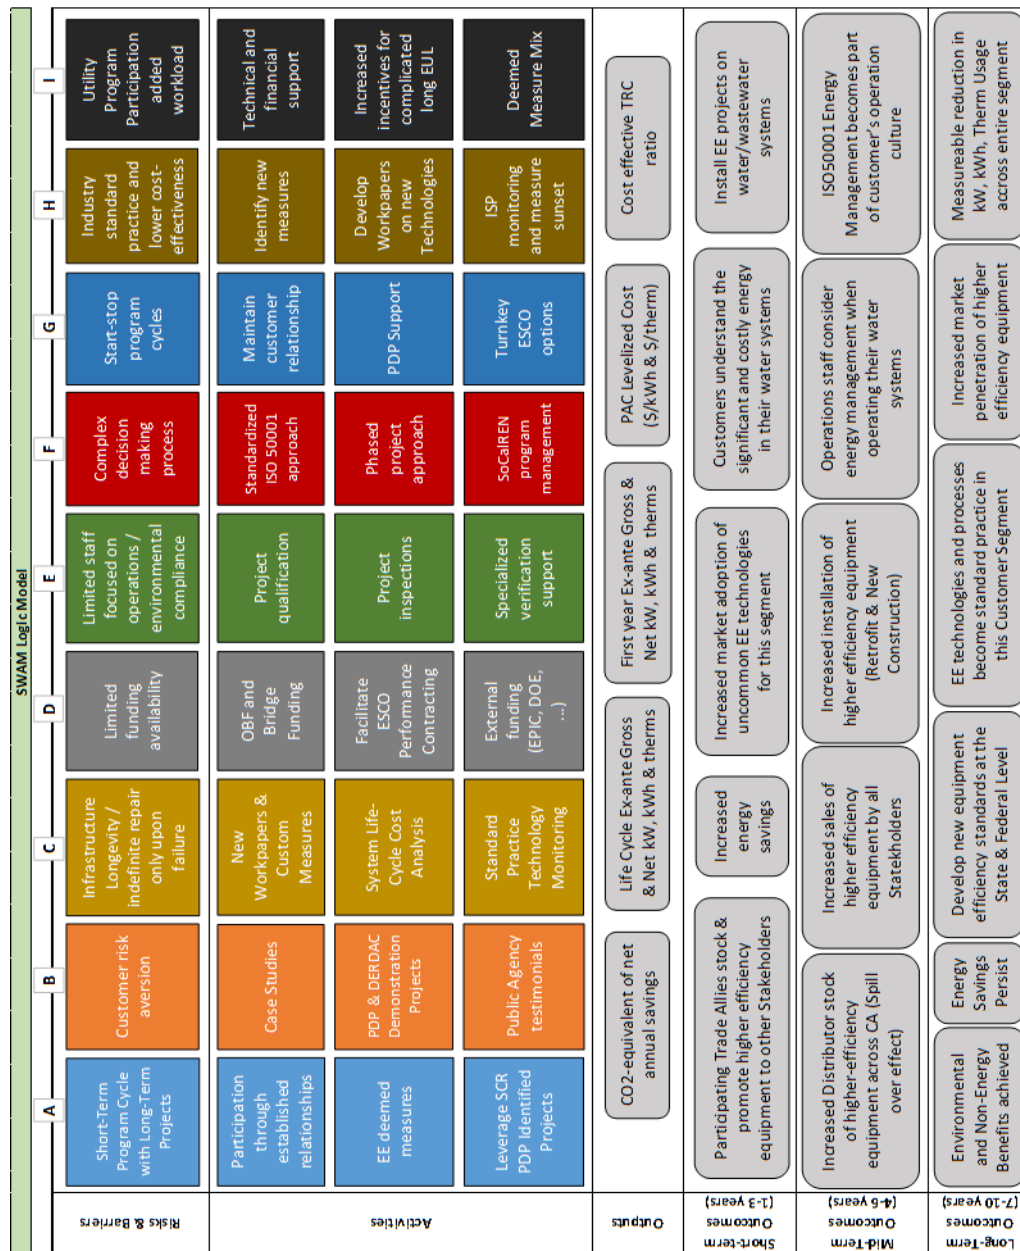 SWAM Logic Model
A
B
C
D
E
F
G
H
I
Risks & Barriers
Short-Term
Program Cycle
with Long-Term
Projects
Customer risk
aversion
Infrastructure
Longevity /
indefinite repair
only upon
failure
Limited
funding
availability
Limited staff
focused on
operations /
environmental
compliance
Complex
decision
making
process
Start-stop
program
cycles
Industry
standard
practice and
lower cost-
effectiveness
Utility
Program
Participation
added
workload
Activities
Participation
through
established
relationships
Case Studies
New
Workpapers &
Custom
Measures
OBF and
Bridge
Funding
Project
qualification
Standardized
ISO 50001
approach
Maintain
customer
relationship
Identify new
measures
Technical and
financial
support
EE deemed
measures
PDP & DERDAC
Demonstration
Projects
System Life-
Cycle Cost
Analysis
Facilitate
ESCO
Performance
Contracting
Project
inspections
Phased
project
approach
PDP Support
Develop
Workpapers
on new
Technologies
Increased
incentives for
complicated
long EUL
Leverage SCR
PDP Identified
Projects
Public Agency
testimonials
Standard
Practice
Technology
Monitoring
External
funding
(EPIC, DOE,
...)
Specialized
verification
support
SoCalREN
program
management
Turnkey
ESCO
options
ISP
monitoring
and measure
sunset
Deemed
Measure Mix
Outputs
CO2-equivalent of net
annual savings
Life Cycle Ex-ante Gross
& Net kW, kWh & therms
First year Ex-ante Gross &
Net kW, kWh & therms
PAC Levelized Cost
($/kWh & $/therm)
Cost effective TRC
ratio
Short-term
Outcomes
(1-3 years)
Participating Trade Allies stock &
promote higher efficiency
equipment to other Stakeholders
Increased
energy
savings
Increased market adoption of
uncommon EE technologies
for this segment
Customers understand the
significant and costly energy
in their water systems
Install EE projects on
water/wastewater
systems
Mid-Term
Outcomes
(4-6 years)
Increased Distributor stock
of higher-efficiency
equipment across CA (Spill
over effect)
Increased sales of
higher efficiency
equipment by all
Statekholders
Increased installation of
higher efficiency equipment
(Retrofit & New
Construction)
Operations staff consider
energy management when
operating their water
systems
ISO50001 Energy
Management becomes part
of customer's operation
culture
Long-Term
Outcomes
(7-10 years)
Environmental
and Non-Energy
Benefits achieved
Energy
Savings
Persist
Develop new equipment
efficiency standards at the
State & Federal Level
EE technologies and processes
become standard practice in
this Customer Segment
Increased market
penetration of higher
efficiency equipment
Measureable reduction in
kW, kWh, Therm Usage
across entire segment